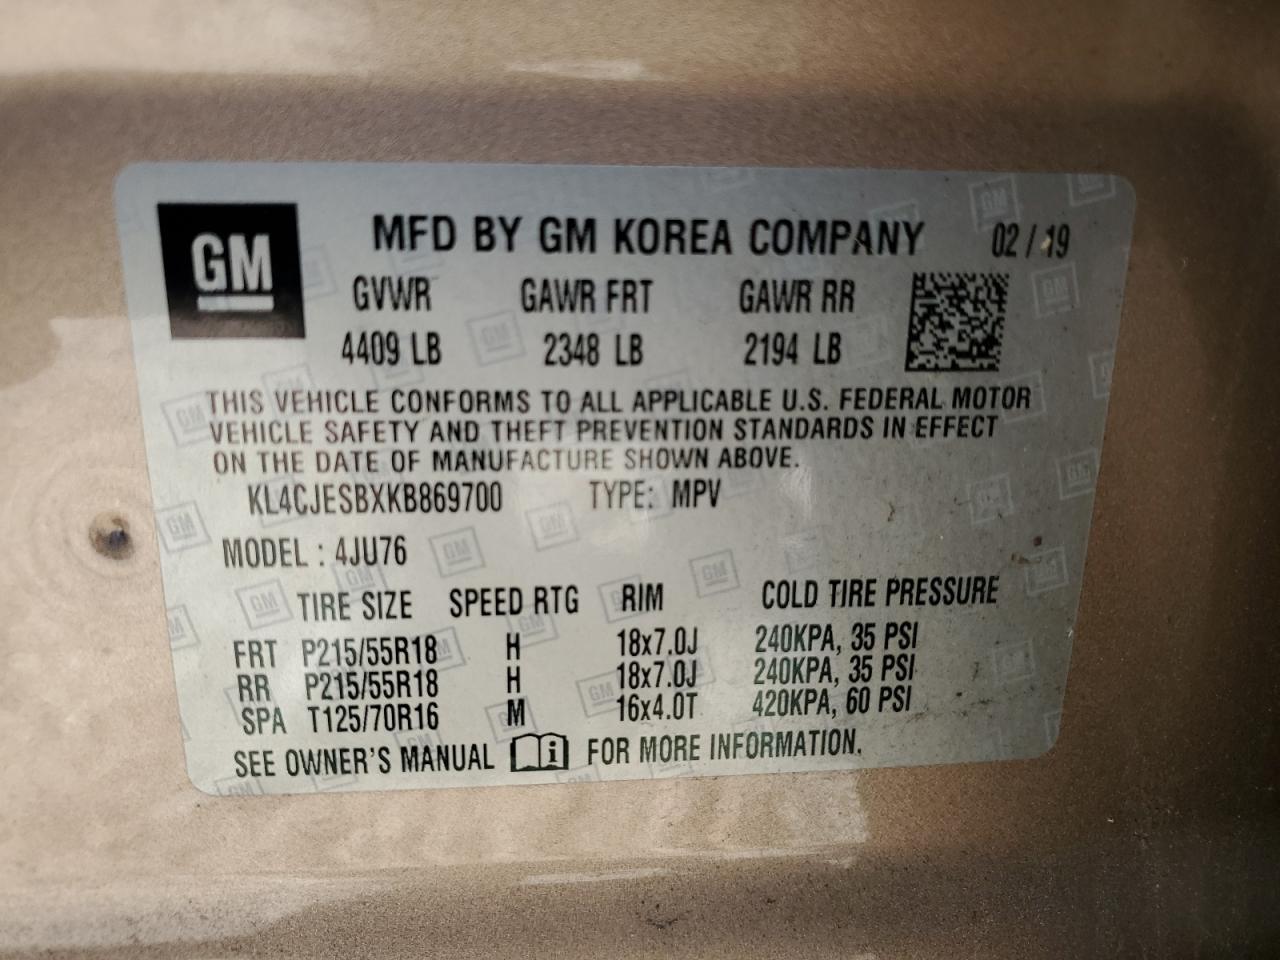 GM
MFD BY GM KOREA COMPANY 02 / 19
GVWR GAWR FRT GAWR RR
4409 LB 2348 LB 2194 LB
THIS VEHICLE CONFORMS TO ALL APPLICABLE U.S. FEDERAL MOTOR
VEHICLE SAFETY AND THEFT PREVENTION STANDARDS IN EFFECT
ON THE DATE OF MANUFACTURE SHOWN ABOVE.
KL4CJESBXKB869700 TYPE: MPV
MODEL : 4JU76
TIRE SIZE SPEED RTG RIM COLD TIRE PRESSURE
FRT P215/55R18 H 18x7.0J 240KPA, 35 PSI
RR P215/55R18 H 18x7.0J 240KPA, 35 PSI
SPA T125/70R16 M 16x4.0T 420KPA, 60 PSI
SEE OWNER'S MANUAL i FOR MORE INFORMATION.